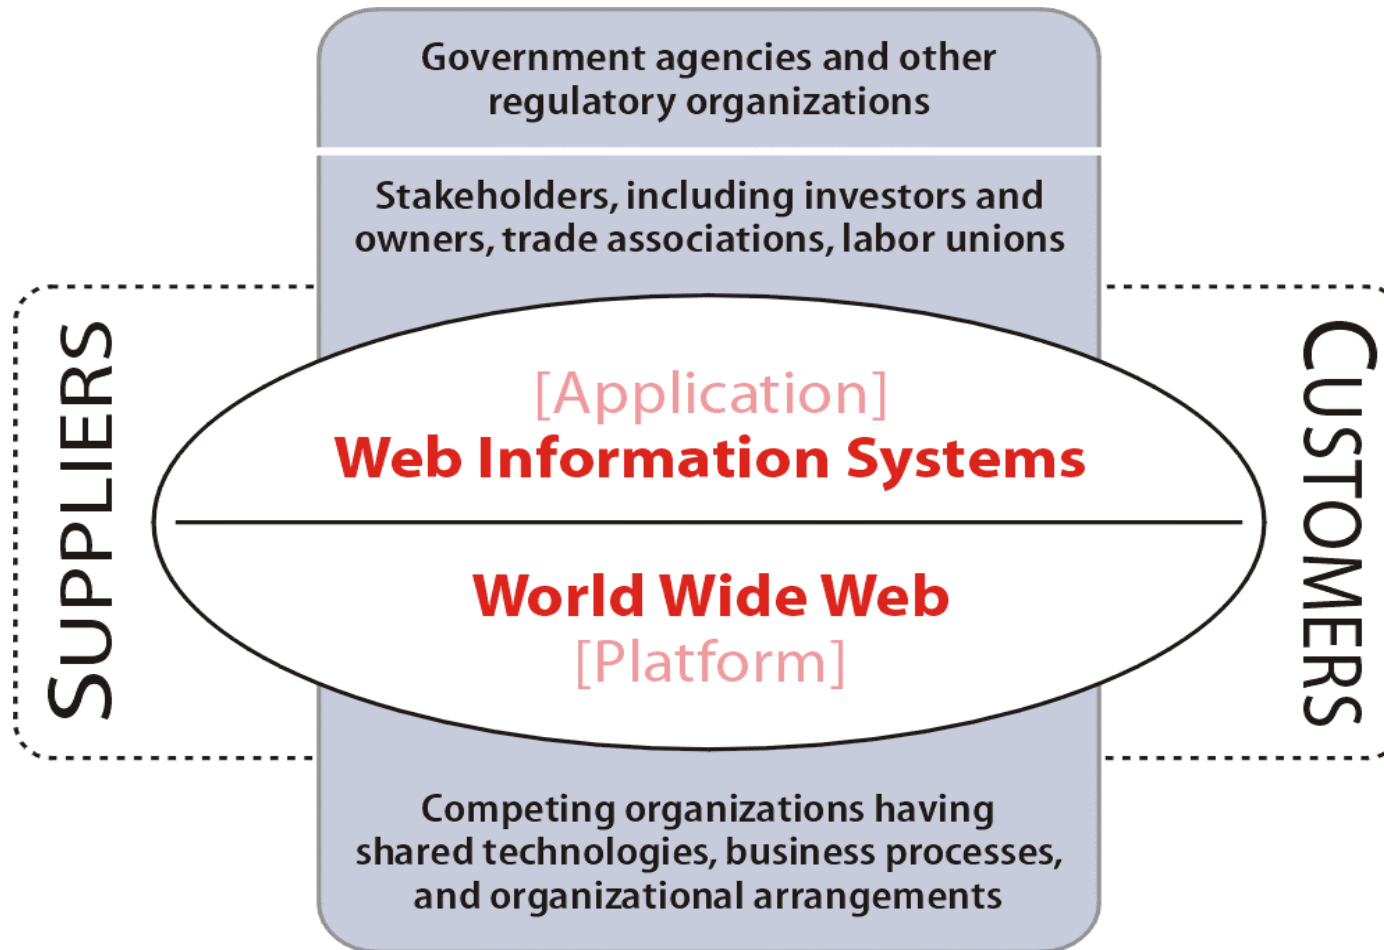 Government agencies and other
regulatory organizations
Stakeholders, including investors and
owners, trade associations, labor unions
SUPPLIERS
[Application]
Web Information Systems
World Wide Web
[Platform]
CUSTOMERS
Competing organizations having
shared technologies, business processes,
and organizational arrangements